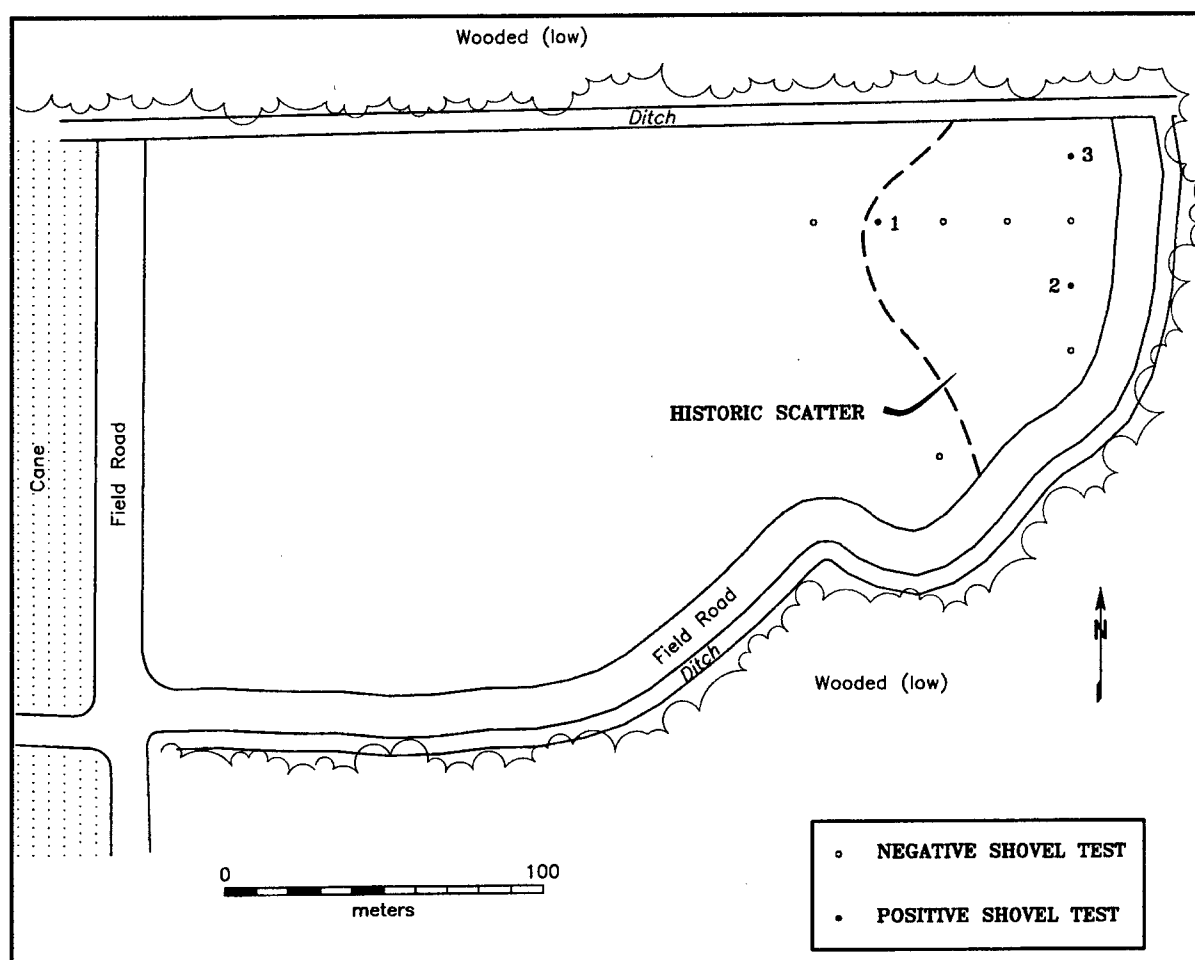 Wooded (low)
Ditch
3
1
2
HISTORIC SCATTER
Cane
Field Road
Field Road
Ditch
N
Wooded (low)
0 100
meters
NEGATIVE SHOVEL TEST
POSITIVE SHOVEL TEST